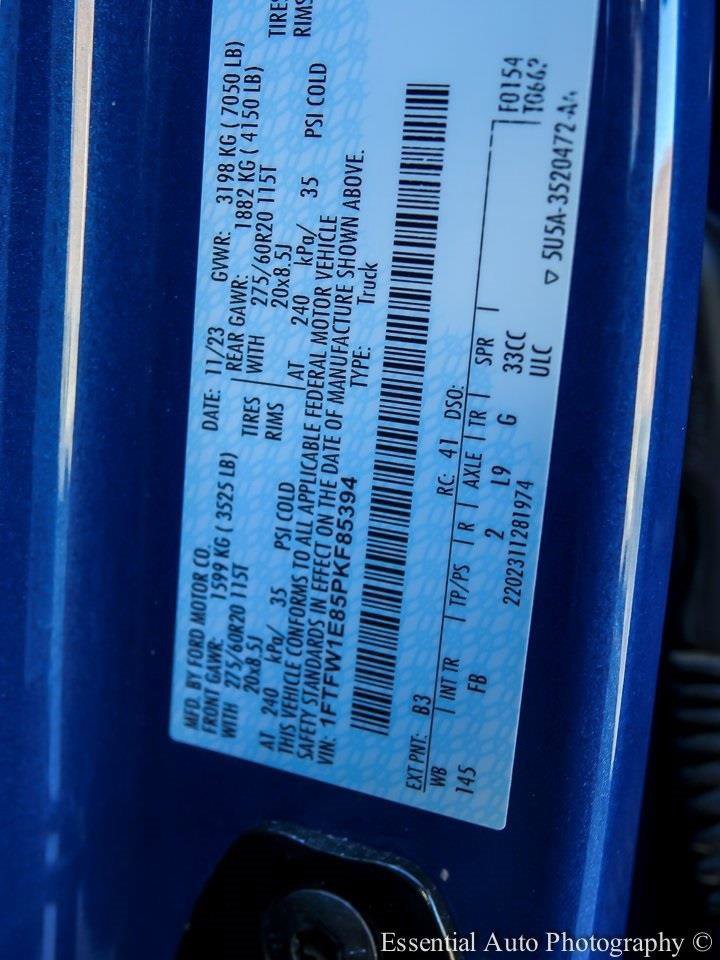 MFD. BY FORD MOTOR CO.
DATE: 11/23
GVWR: 3198 KG ( 7050 LB)
FRONT GAWR: 1599 KG ( 3525 LB)
REAR GAWR: 1882 KG ( 4150 LB)
WITH 275/60R20 115T TIRES
WITH 275/60R20 115T TIRES
20x8.5J RIMS
20x8.5J RIMS
AT 240 kPa/ 35 PSI COLD
AT 240 kPa/ 35 PSI COLD
THIS VEHICLE CONFORMS TO ALL APPLICABLE FEDERAL MOTOR VEHICLE
SAFETY STANDARDS IN EFFECT ON THE DATE OF MANUFACTURE SHOWN ABOVE.
VIN: 1FTFW1E85PKF85394
TYPE: Truck
EXT PNT: B3 RC: 41 DSO:
F0154
WB INT TR TP/PS R AXLE TR SPR
145 FB 2 L9 G 33CC
ULC
2202311281974
▽ 5U5A-3520472-
Essential Auto Photography ©